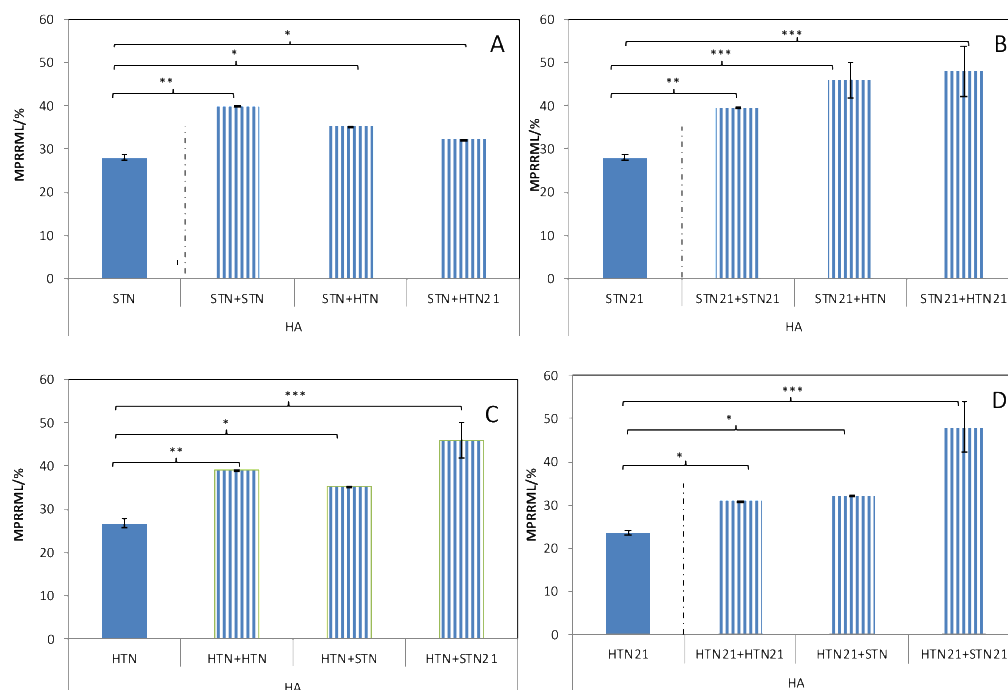 A
MPRRML/%
60
50
40
30
20
10
0
*
*
**
STN
STN+STN
STN+HTN
STN+HTN21
HA
B
MPRRML/%
60
50
40
30
20
10
0
***
***
**
STN21
STN21+STN21
STN21+HTN
STN21+HTN21
HA
C
MPRRML/%
60
50
40
30
20
10
0
***
*
**
HTN
HTN+HTN
HTN+STN
HTN+STN21
HA
D
MPRRML/%
60
50
40
30
20
10
0
***
*
*
HTN21
HTN21+HTN21
HTN21+STN
HTN21+STN21
HA